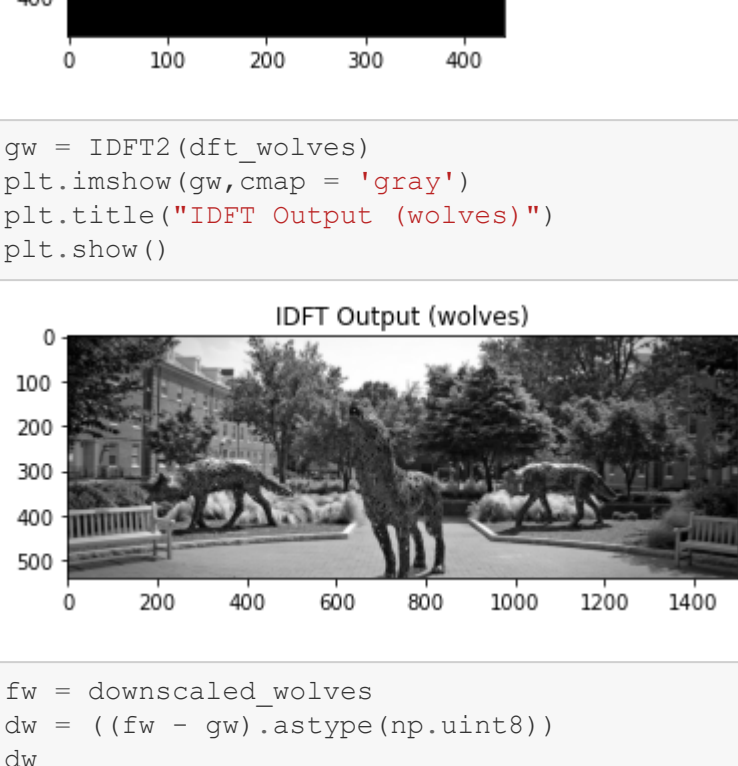 400
0 100 200 300 400
gw = IDFT2(dft_wolves)
plt.imshow(gw,cmap = 'gray')
plt.title("IDFT Output (wolves)")
plt.show()
IDFT Output (wolves)
0
100
200
300
400
500
0 200 400 600 800 1000 1200 1400
fw = downscaled_wolves
dw = ((fw - gw).astype(np.uint8))
dw